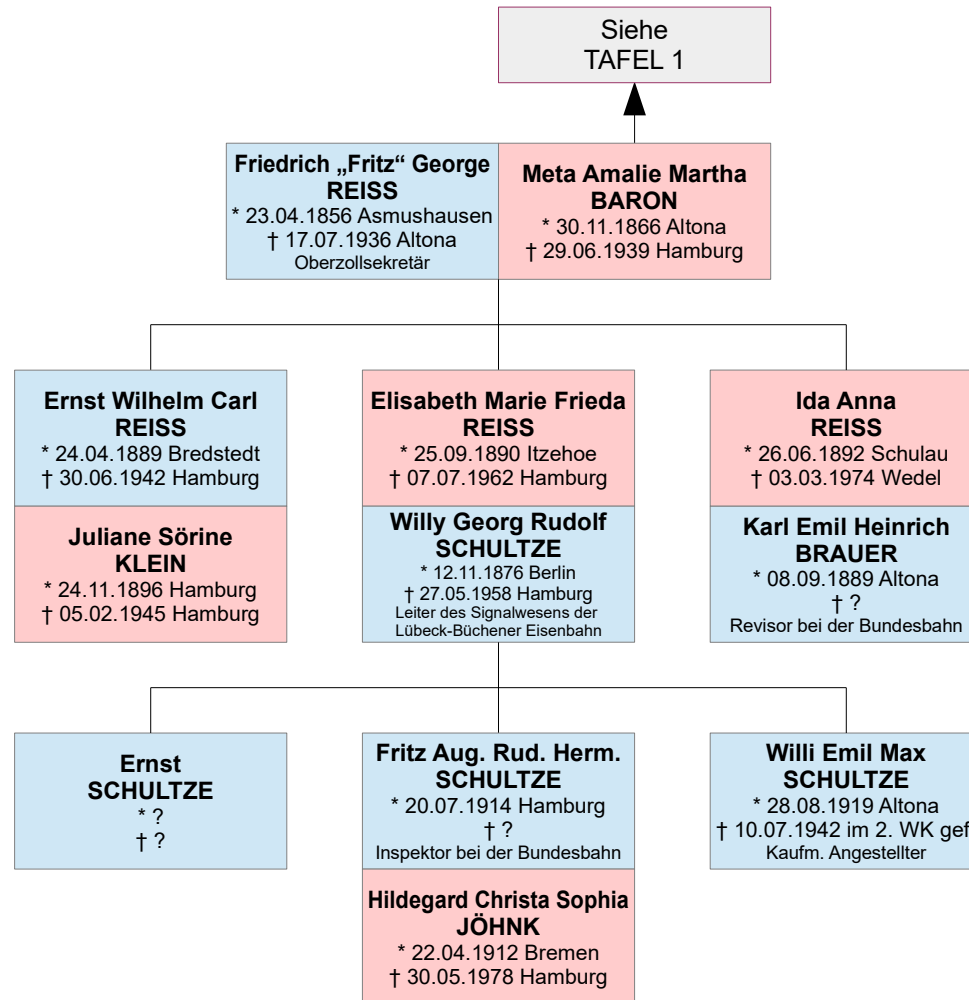 Siehe
TAFEL 1
Friedrich „Fritz“ George
REISS
* 23.04.1856 Asmushausen
† 17.07.1936 Altona
Oberzollsekretär
Meta Amalie Martha
BARON
* 30.11.1866 Altona
† 29.06.1939 Hamburg
Ernst Wilhelm Carl
REISS
* 24.04.1889 Bredstedt
† 30.06.1942 Hamburg
Juliane Sörine
KLEIN
* 24.11.1896 Hamburg
† 05.02.1945 Hamburg
Elisabeth Marie Frieda
REISS
* 25.09.1890 Itzehoe
† 07.07.1962 Hamburg
Willy Georg Rudolf
SCHULTZE
* 12.11.1876 Berlin
† 27.05.1958 Hamburg
Leiter des Signalwesens der
Lübeck-Büchener Eisenbahn
Ida Anna
REISS
* 26.06.1892 Schulau
† 03.03.1974 Wedel
Karl Emil Heinrich
BRAUER
* 08.09.1889 Altona
† ?
Revisor bei der Bundesbahn
Ernst
SCHULTZE
* ?
† ?
Fritz Aug. Rud. Herm.
SCHULTZE
* 20.07.1914 Hamburg
† ?
Inspektor bei der Bundesbahn
Hildegard Christa Sophia
JÖHNK
* 22.04.1912 Bremen
† 30.05.1978 Hamburg
Willi Emil Max
SCHULTZE
* 28.08.1919 Altona
† 10.07.1942 im 2. WK gef
Kaufm. Angestellter